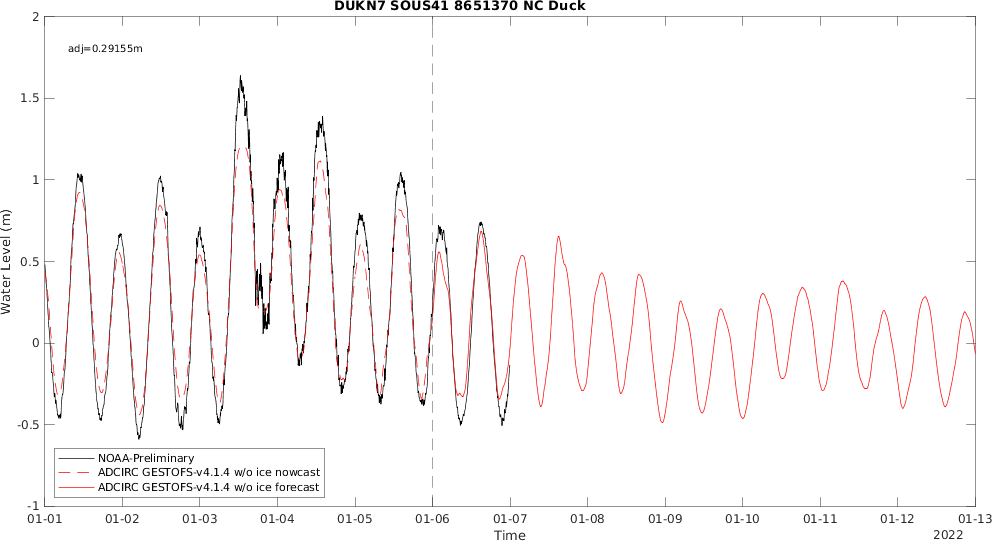 DUKN7 SOUS41 8651370 NC Duck
adj=0.29155m
Water Level (m)
2
1.5
1
0.5
0
-0.5
-1
NOAA-Preliminary
ADCIRC GESTOFS-v4.1.4 w/o ice nowcast
ADCIRC GESTOFS-v4.1.4 w/o ice forecast
01-01 01-02 01-03 01-04 01-05 01-06 01-07 01-08 01-09 01-10 01-11 01-12 01-13
Time
2022